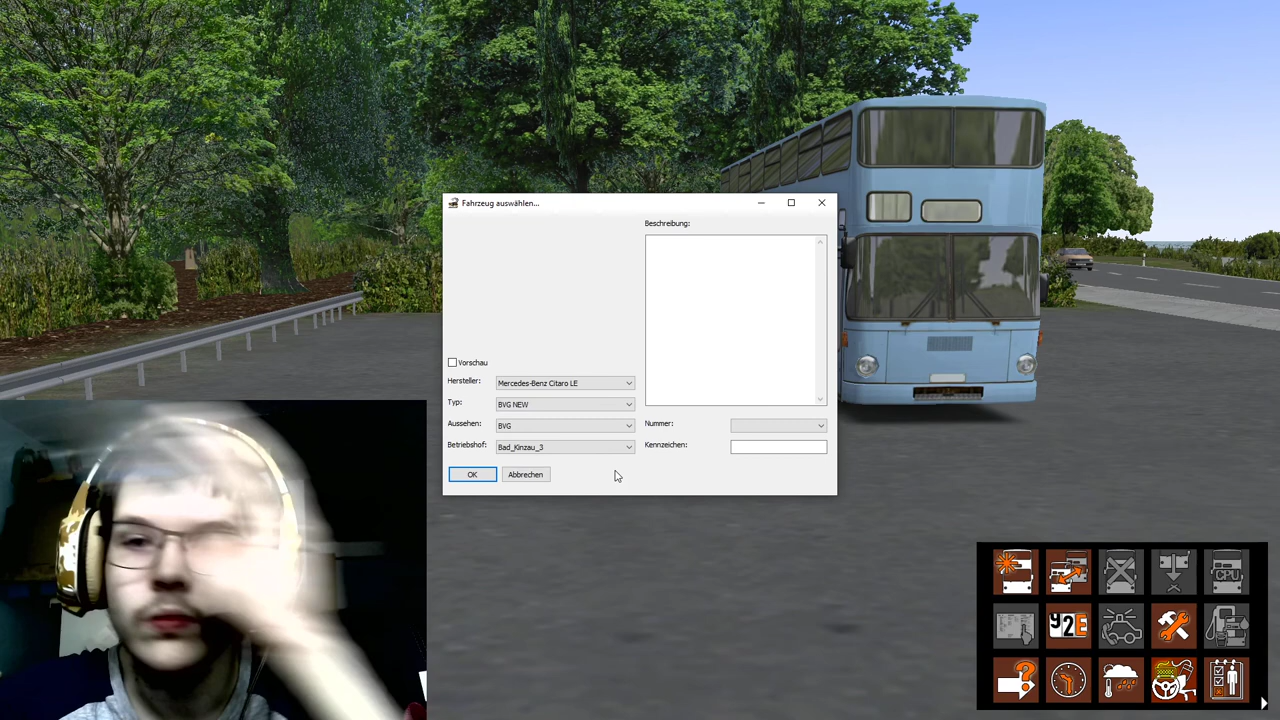 Fahrzeug auswählen...
Beschreibung:
Vorschau
Hersteller: Mercedes-Benz Citaro LE
Typ: BVG NEW
Aussehen: BVG Nummer:
Betriebshof: Bad_Kinzau_3 Kennzeichen:
OK Abbrechen
CPU
92E
?